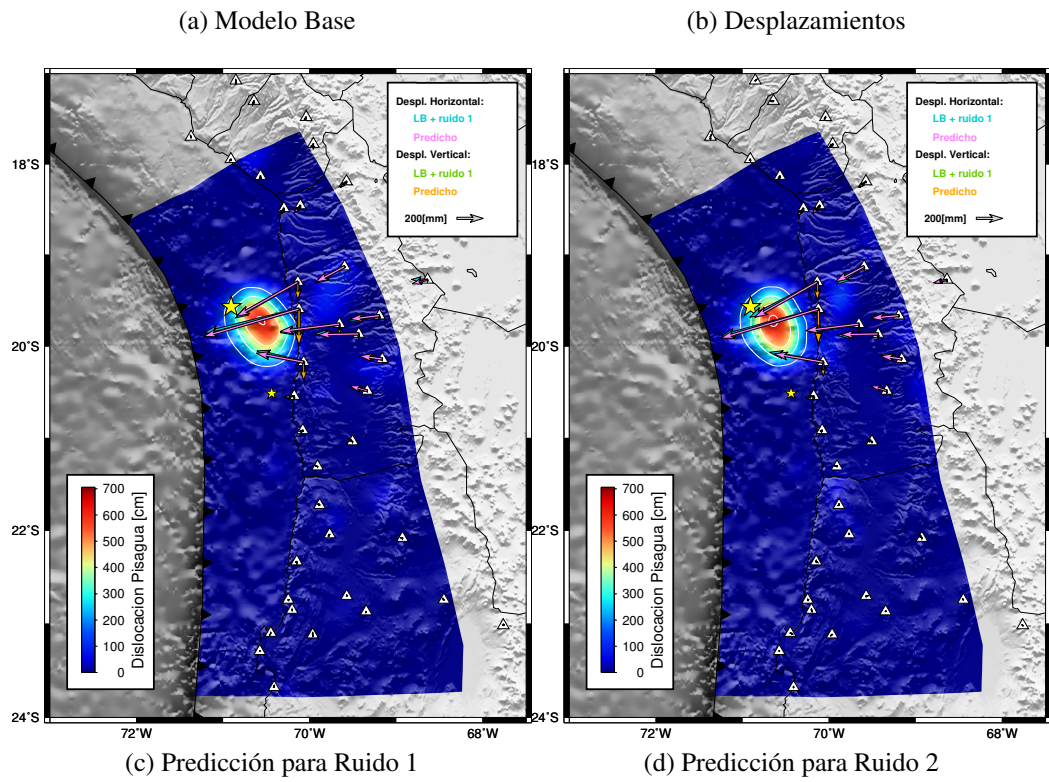 (a) Modelo Base
(b) Desplazamientos
Despl. Horizontal:
LB + ruido 1
Predicho
Despl. Vertical:
LB + ruido 1
Predicho
200[mm]
18°S
20°S
22°S
24°S
72°W
70°W
68°W
Dislocacion Pisagua [cm]
700
600
500
400
300
200
100
0
(c) Predicción para Ruido 1
Despl. Horizontal:
LB + ruido 1
Predicho
Despl. Vertical:
LB + ruido 1
Predicho
200[mm]
18°S
20°S
22°S
24°S
72°W
70°W
68°W
Dislocacion Pisagua [cm]
700
600
500
400
300
200
100
0
(d) Predicción para Ruido 2